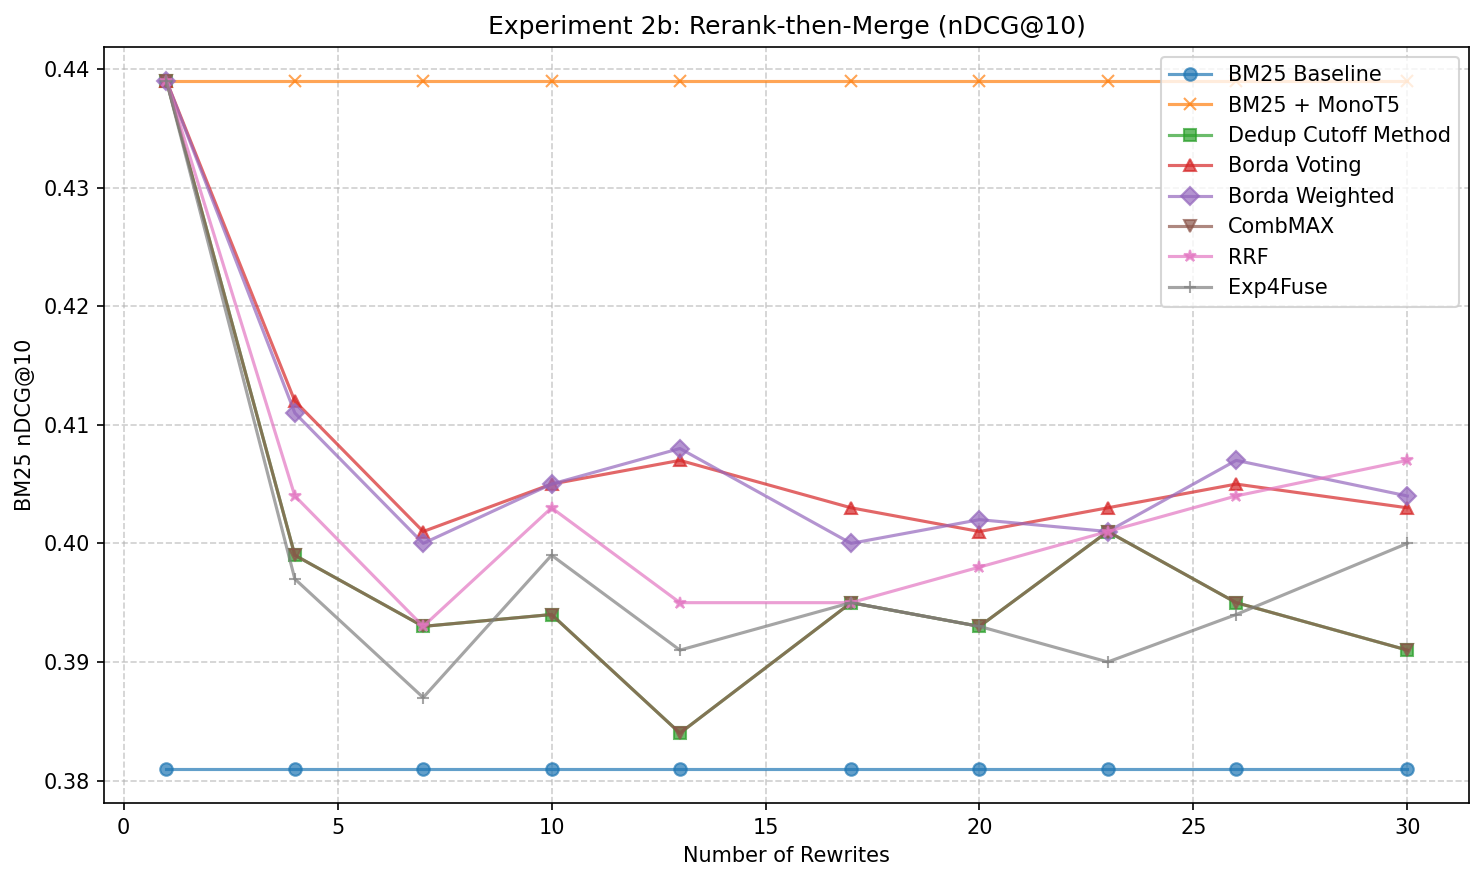 Experiment 2b: Rerank-then-Merge (nDCG@10)
BM25 nDCG@10
0.44
0.43
0.42
0.41
0.40
0.39
0.38
BM25 Baseline
BM25 + MonoT5
Dedup Cutoff Method
Borda Voting
Borda Weighted
CombMAX
RRF
Exp4Fuse
0 5 10 15 20 25 30
Number of Rewrites